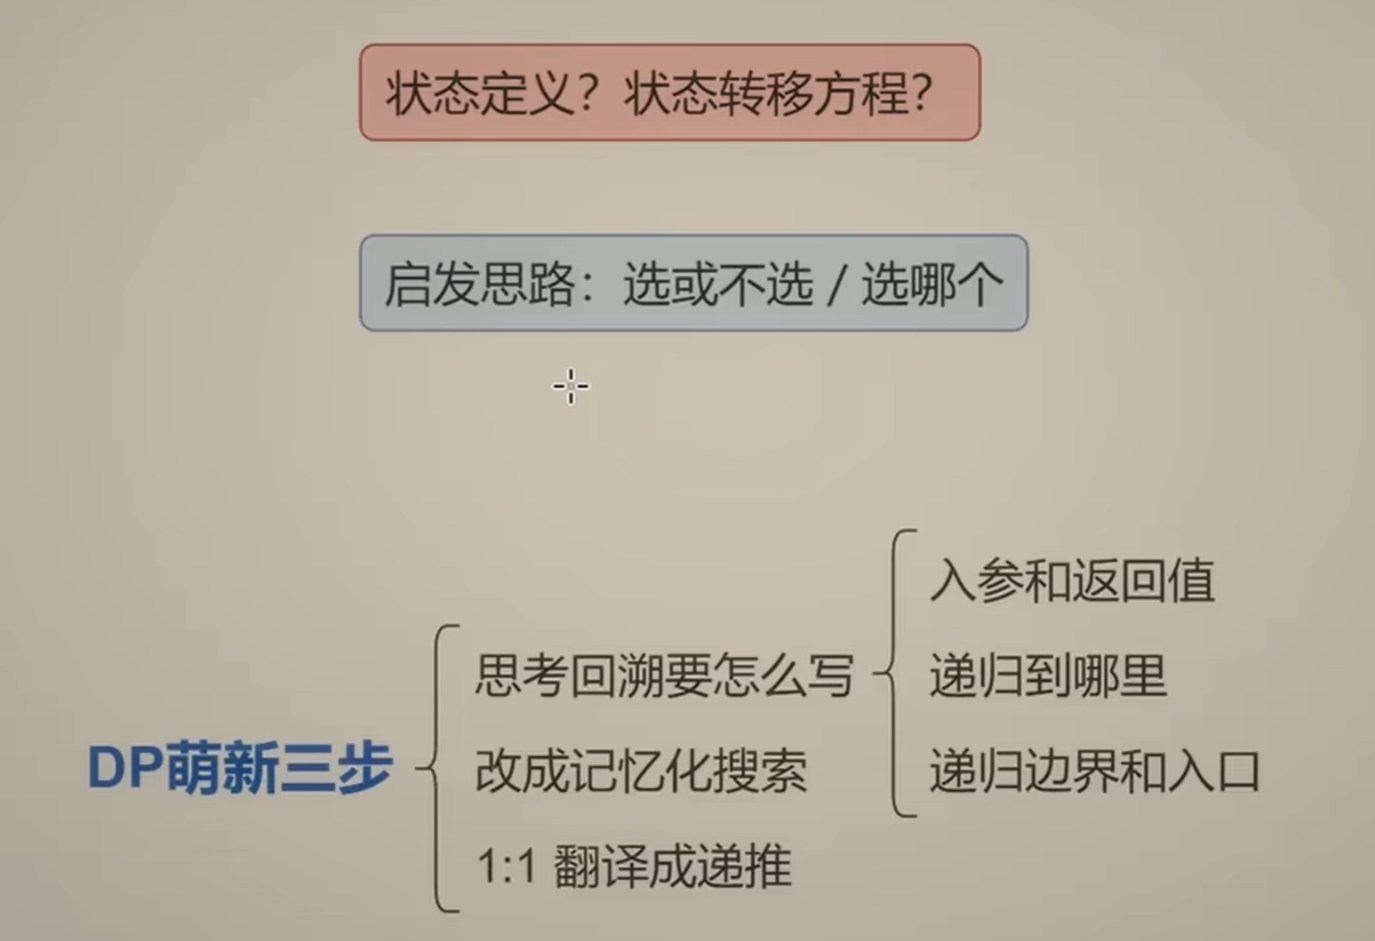 状态定义？状态转移方程？
启发思路：选或不选 / 选哪个
DP萌新三步
思考回溯要怎么写
改成记忆化搜索
1:1 翻译成递推
入参和返回值
递归到哪里
递归边界和入口